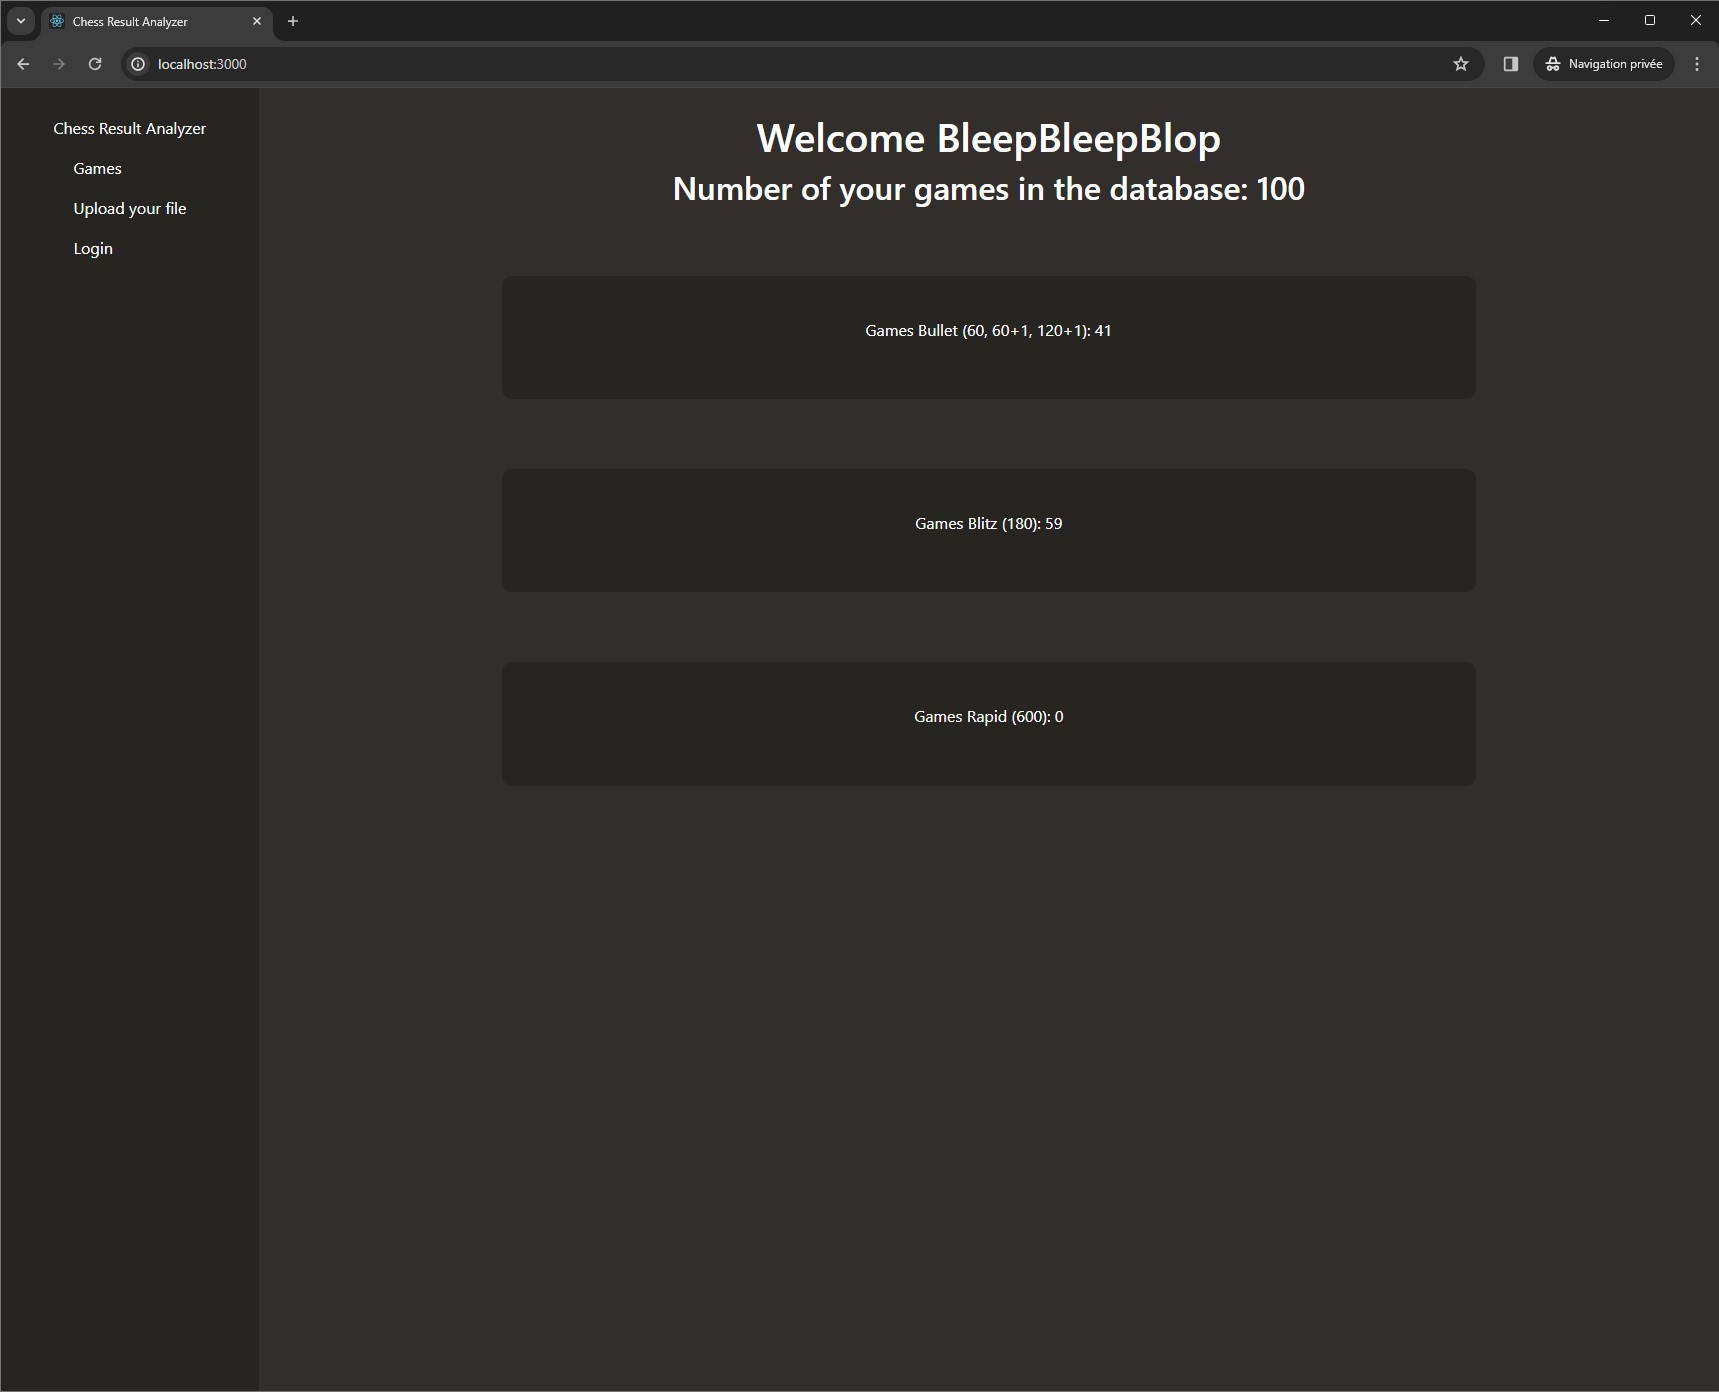 Chess Result Analyzer
localhost:3000
Navigation privée
Chess Result Analyzer
Games
Upload your file
Login
Welcome BleepBleepBlop
Number of your games in the database: 100
Games Bullet (60, 60+1, 120+1): 41
Games Blitz (180): 59
Games Rapid (600): 0